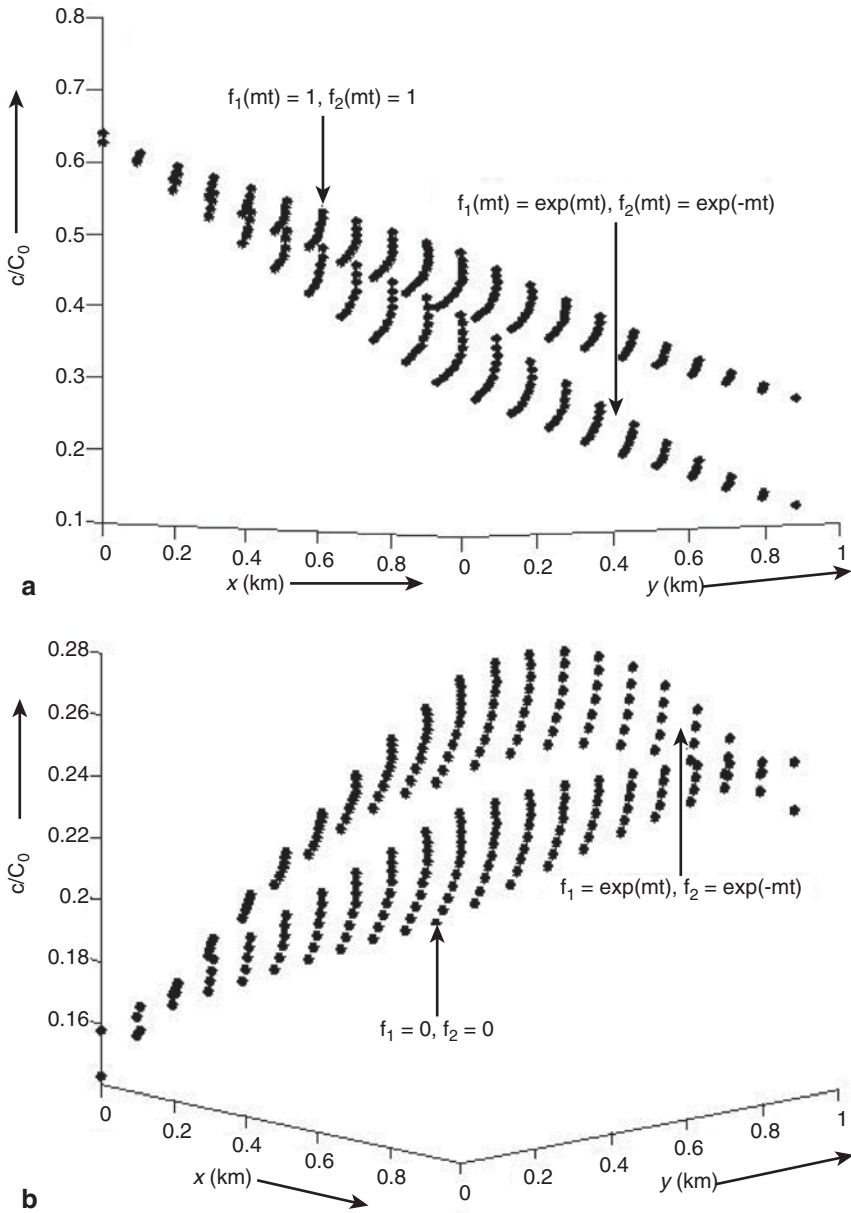 0.8
0.7
f₁(mt) = 1, f₂(mt) = 1
0.6
f₁(mt) = exp(mt), f₂(mt) = exp(-mt)
0.5
c/C₀
0.4
0.3
0.2
0.1
0 0.2 0.4 0.6 0.8 0 0.2 0.4 0.6 0.8 1
x (km) y (km)
a
0.28
0.26
0.24
0.22
c/C₀
f₁ = exp(mt), f₂ = exp(-mt)
0.2
0.18
0.16
f₁ = 0, f₂ = 0
0 0.2 0.4 0.6 0.8 0 0.2 0.4 0.6 0.8 1
x (km) y (km)
b